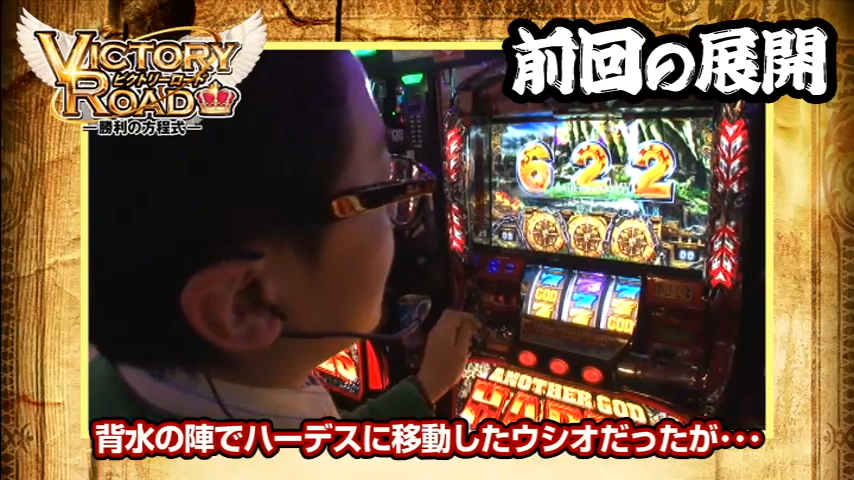 VICTORY
ビクトリーロード
ROAD
―勝利の方程式―
前回の展開
622
GOD
GOD
ANOTHER GOD
背水の陣でハーデスに移動したウシオだったが・・・